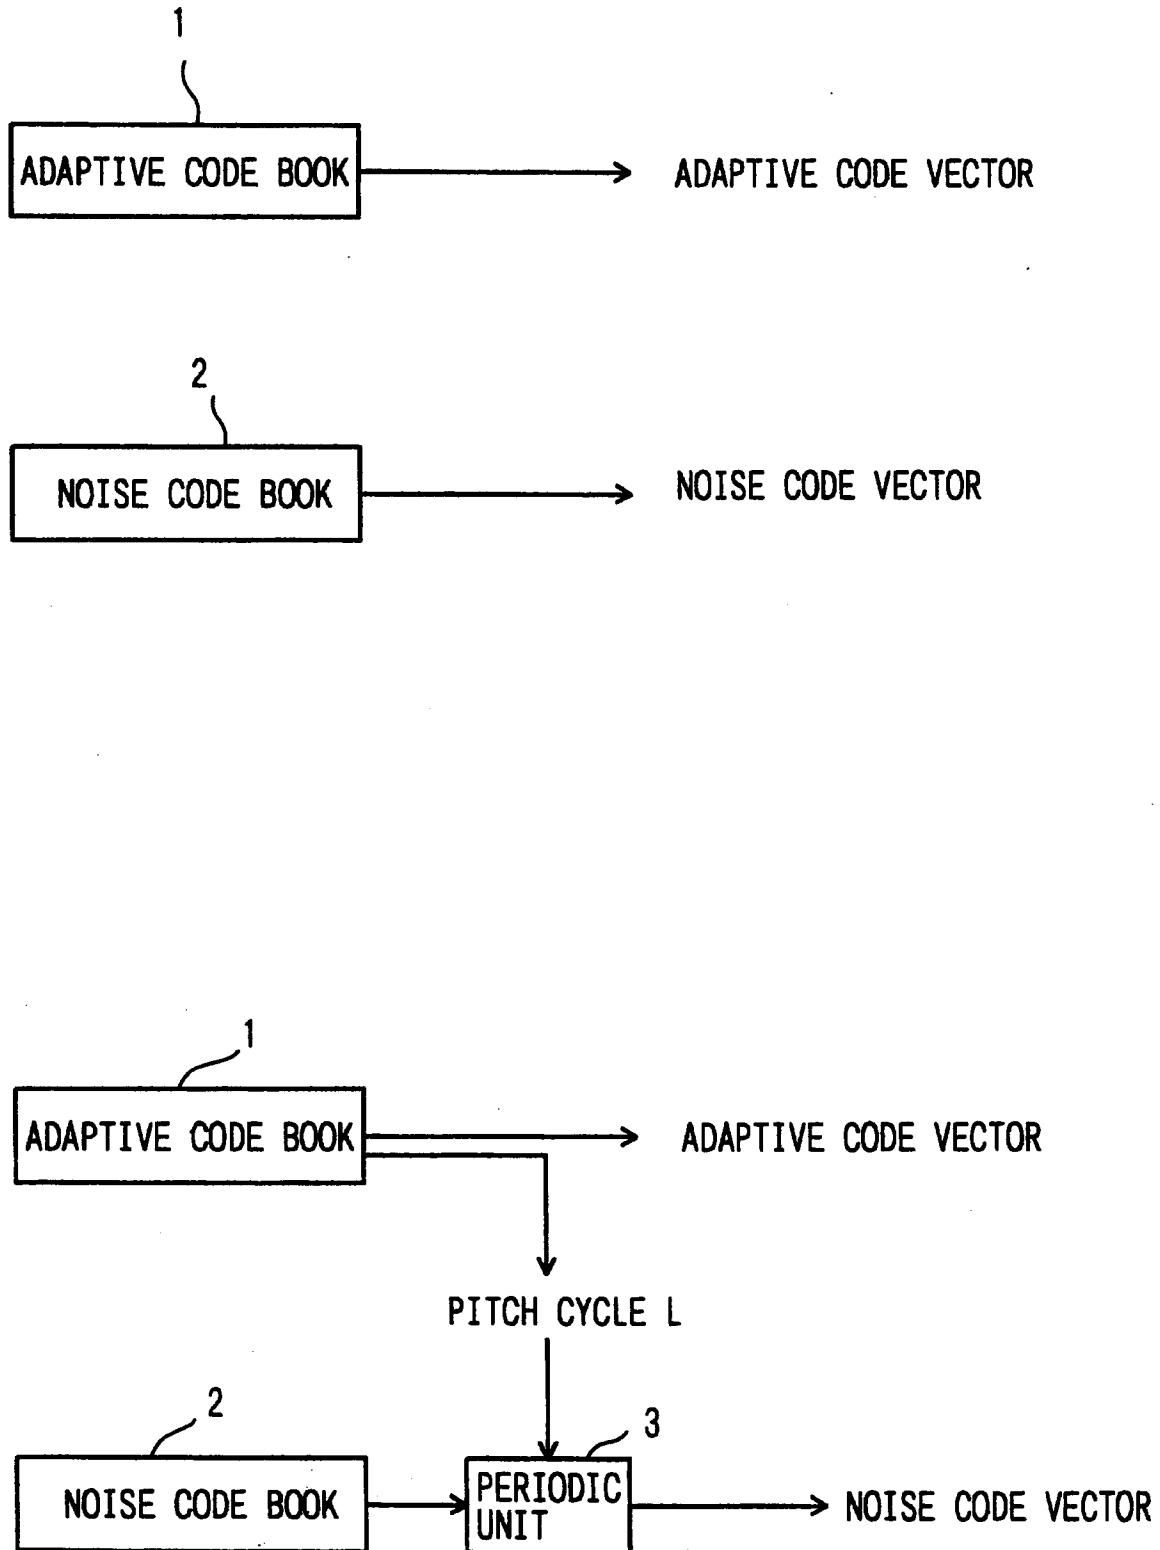 1
ADAPTIVE CODE BOOK
ADAPTIVE CODE VECTOR
2
NOISE CODE BOOK
NOISE CODE VECTOR
1
ADAPTIVE CODE BOOK
ADAPTIVE CODE VECTOR
PITCH CYCLE L
2
3
NOISE CODE BOOK
PERIODIC
UNIT
NOISE CODE VECTOR